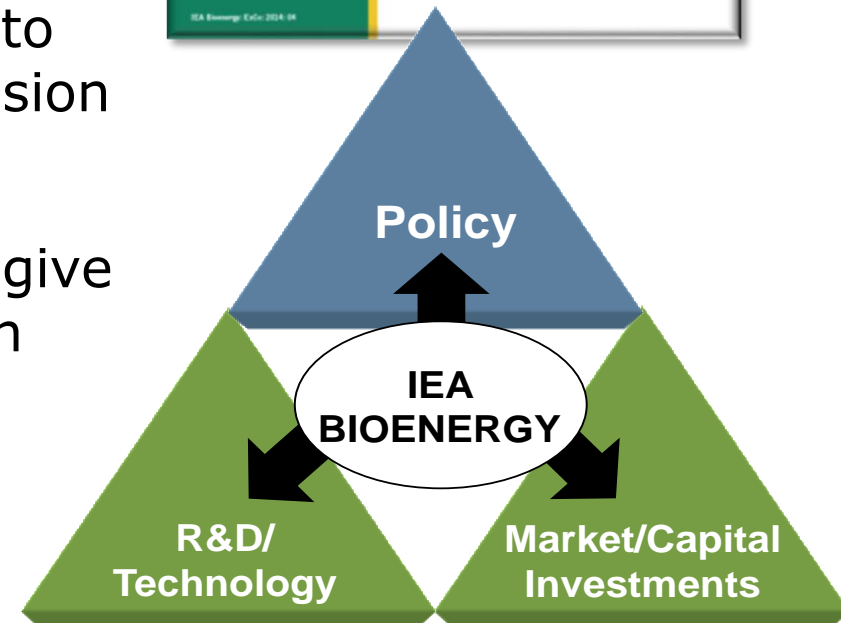 IEA Bioenergy: ExCo: 2014: 04
to
sion
give
n
Policy
IEA
BIOENERGY
R&D/
Technology
Market/Capital
Investments